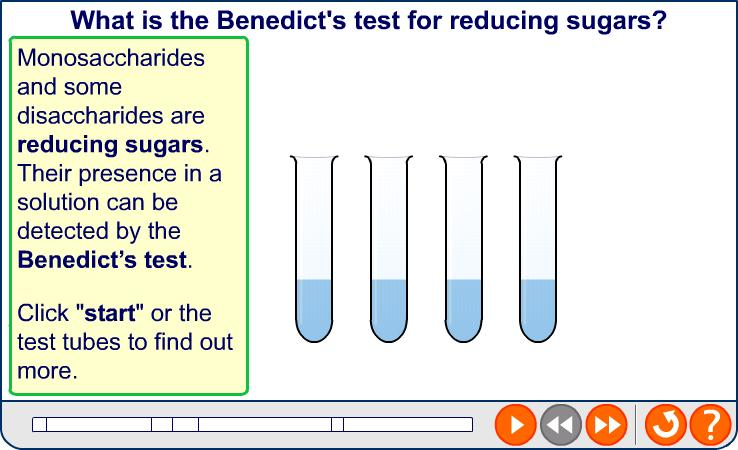 What is the Benedict's test for reducing sugars?
Monosaccharides
and some
disaccharides are
reducing sugars.
Their presence in a
solution can be
detected by the
Benedict’s test.
Click "start" or the
test tubes to find out
more.
?